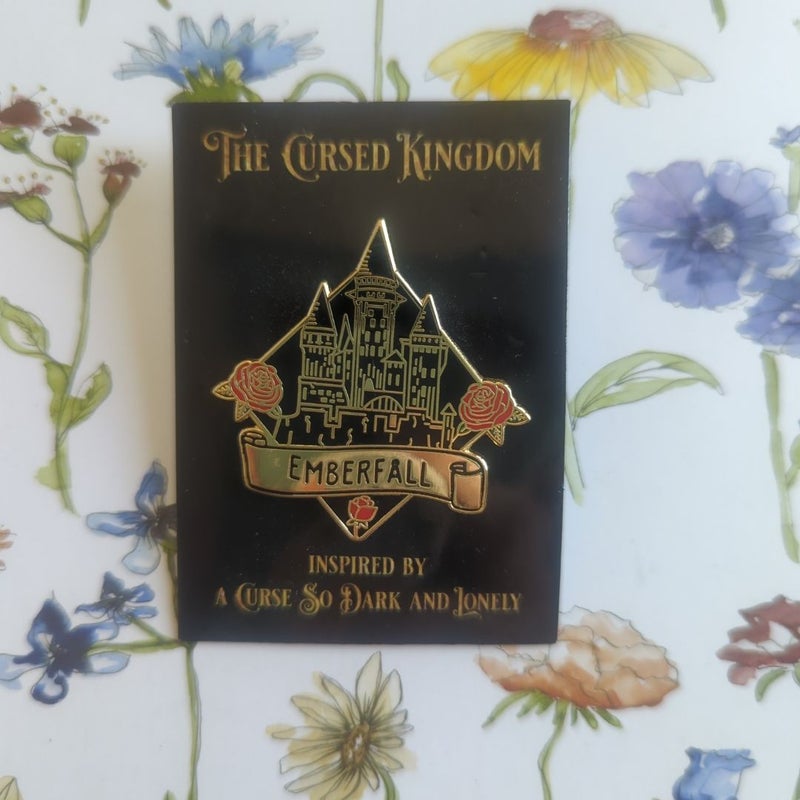 THE CURSED KINGDOM
EMBERFALL
INSPIRED BY
A CURSE SO DARK AND LONELY